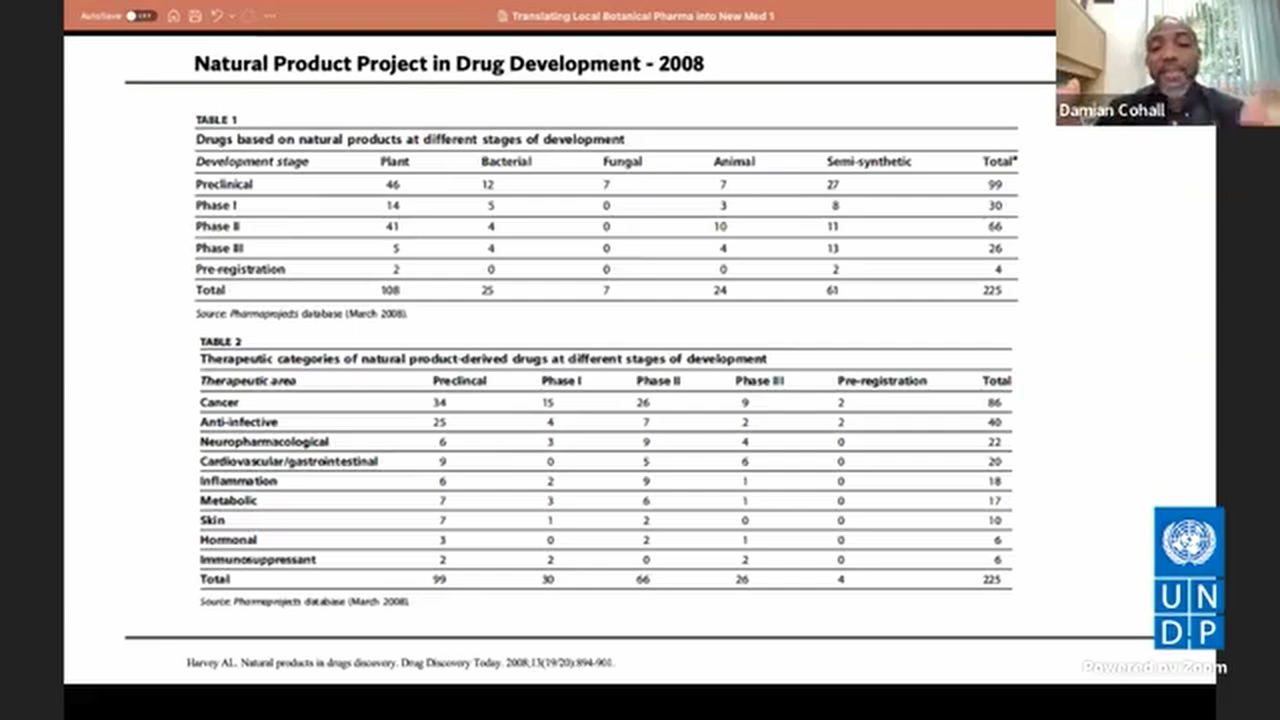 AutoSave OFF
Translating Local Botanical Pharma into New Med 1
Natural Product Project in Drug Development - 2008
Damian Cohall
TABLE 1
Drugs based on natural products at different stages of development
Development stage Plant Bacterial Fungal Animal Semi-synthetic Total*
Preclinical 46 12 7 7 27 99
Phase I 14 5 0 3 8 30
Phase II 41 4 0 10 11 66
Phase III 5 4 0 4 13 26
Pre-registration 2 0 0 0 2 4
Total 108 25 7 24 61 225
Source: Pharmaprojects database (March 2008).
TABLE 2
Therapeutic categories of natural product-derived drugs at different stages of development
Therapeutic area Preclincal Phase I Phase II Phase III Pre-registration Total
Cancer 34 15 26 9 2 86
Anti-infective 25 4 7 2 2 40
Neuropharmacological 6 3 9 4 0 22
Cardiovascular/gastrointestinal 9 0 5 6 0 20
Inflammation 6 2 9 1 0 18
Metabolic 7 3 6 1 0 17
Skin 7 1 2 0 0 10
Hormonal 3 0 2 1 0 6
Immunosuppressant 2 2 0 2 0 6
Total 99 30 66 26 4 225
Source: Pharmaprojects database (March 2008).
UN
DP
Harvey AL. Natural products in drugs discovery. Drug Discovery Today. 2008;13(19/20):894-901.
Powered by Zoom